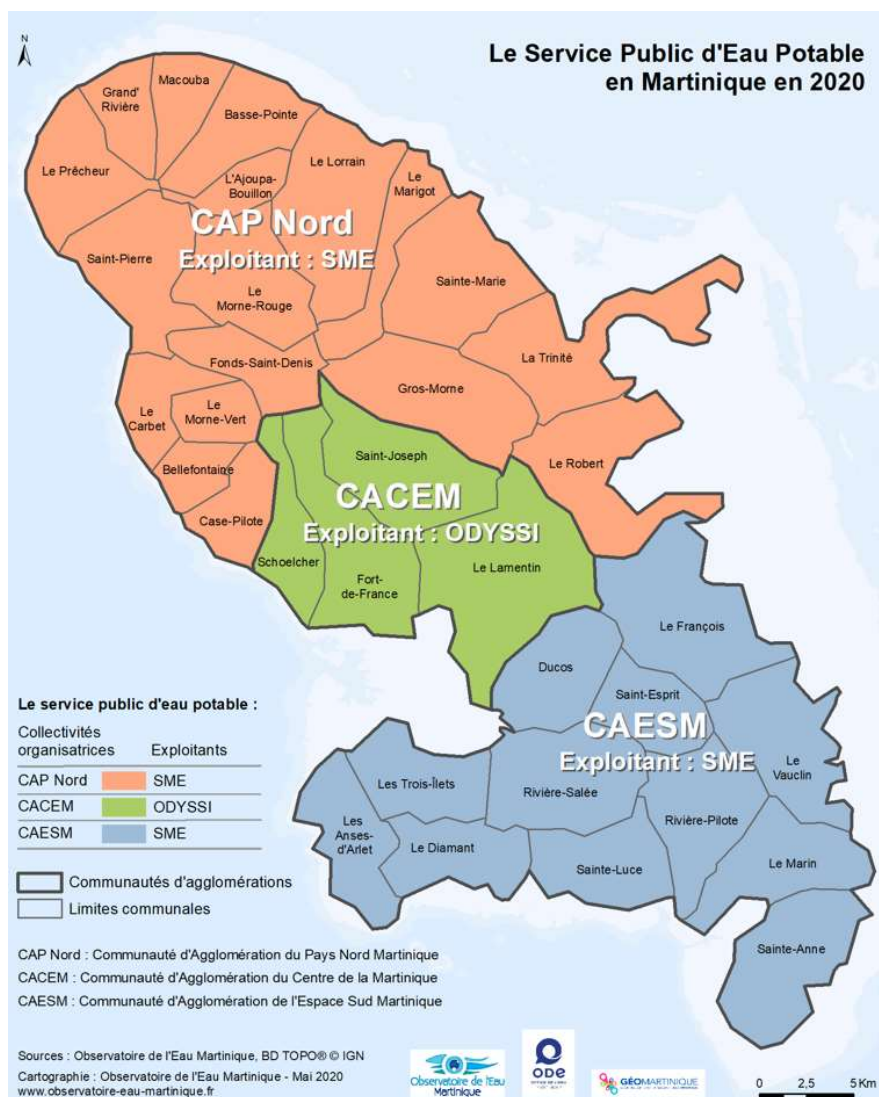 N
Le Service Public d'Eau Potable
en Martinique en 2020
Macouba
Grand'
Rivière
Basse-Pointe
Le Lorrain
Le
Marigot
Le Prêcheur
L'Ajoupa-
Bouillon
CAP Nord
Exploitant : SME
Saint-Pierre
Sainte-Marie
Le
Morne-Rouge
La Trinité
Fonds-Saint-Denis
Gros-Morne
Le
Carbet
Le
Morne-Vert
Saint-Joseph
Le Robert
Bellefontaine
CACEM
Exploitant : ODYSSI
Case-Pilote
Schoelcher
Fort-
de-France
Le Lamentin
Le François
Ducos
Saint-Esprit
CAESM
Exploitant : SME
Le
Vauclin
Les Trois-Îlets
Rivière-Salée
Les
Anses-
d'Arlet
Le Diamant
Rivière-Pilote
Sainte-Luce
Le Marin
Sainte-Anne
Le service public d'eau potable :
Collectivités
organisatrices Exploitants
CAP Nord SME
CACEM ODYSSI
CAESM SME
Communautés d'agglomérations
Limites communales
CAP Nord : Communauté d'Agglomération du Pays Nord Martinique
CACEM : Communauté d'Agglomération du Centre de la Martinique
CAESM : Communauté d'Agglomération de l'Espace Sud Martinique
Sources : Observatoire de l'Eau Martinique, BD TOPO® © IGN
Cartographie : Observatoire de l'Eau Martinique - Mai 2020
www.observatoire-eau-martinique.fr
Observatoire de l'Eau
Martinique
ODE
GÉOMARTINIQUE
0 2,5 5 Km